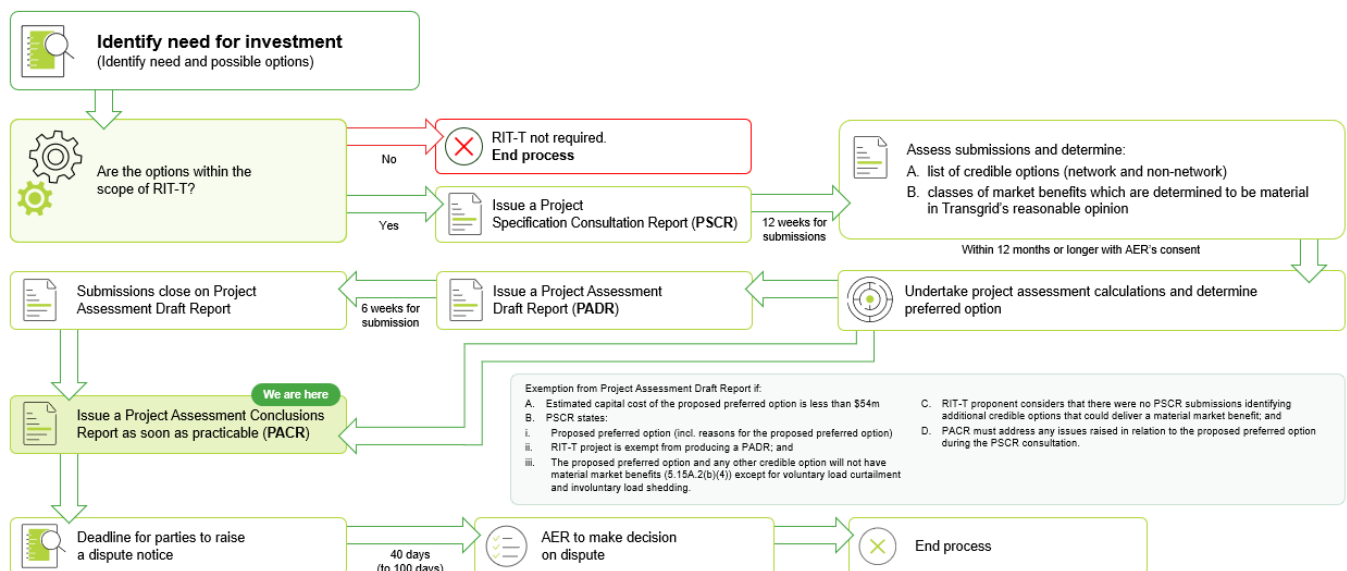 Identify need for investment
(Identify need and possible options)
Are the options within the
scope of RIT-T?
No
RIT-T not required.
End process
Yes
Issue a Project
Specification Consultation Report (PSCR)
12 weeks for
submissions
Assess submissions and determine:
A. list of credible options (network and non-network)
B. classes of market benefits which are determined to be material
in Transgrid's reasonable opinion
Within 12 months or longer with AER's consent
Undertake project assessment calculations and determine
preferred option
Issue a Project Assessment
Draft Report (PADR)
6 weeks for
submission
Submissions close on Project
Assessment Draft Report
We are here
Issue a Project Assessment Conclusions
Report as soon as practicable (PACR)
Exemption from Project Assessment Draft Report if:
A. Estimated capital cost of the proposed preferred option is less than $54m
B. PSCR states:
i. Proposed preferred option (incl. reasons for the proposed preferred option)
ii. RIT-T project is exempt from producing a PADR; and
iii. The proposed preferred option and any other credible option will not have
material market benefits (5.15A.2(b)(4)) except for voluntary load curtailment
and involuntary load shedding.
C. RIT-T proponent considers that there were no PSCR submissions identifying
additional credible options that could deliver a material market benefit; and
D. PACR must address any issues raised in relation to the proposed preferred option
during the PSCR consultation.
Deadline for parties to raise
a dispute notice
40 days
(to 100 days)
AER to make decision
on dispute
End process